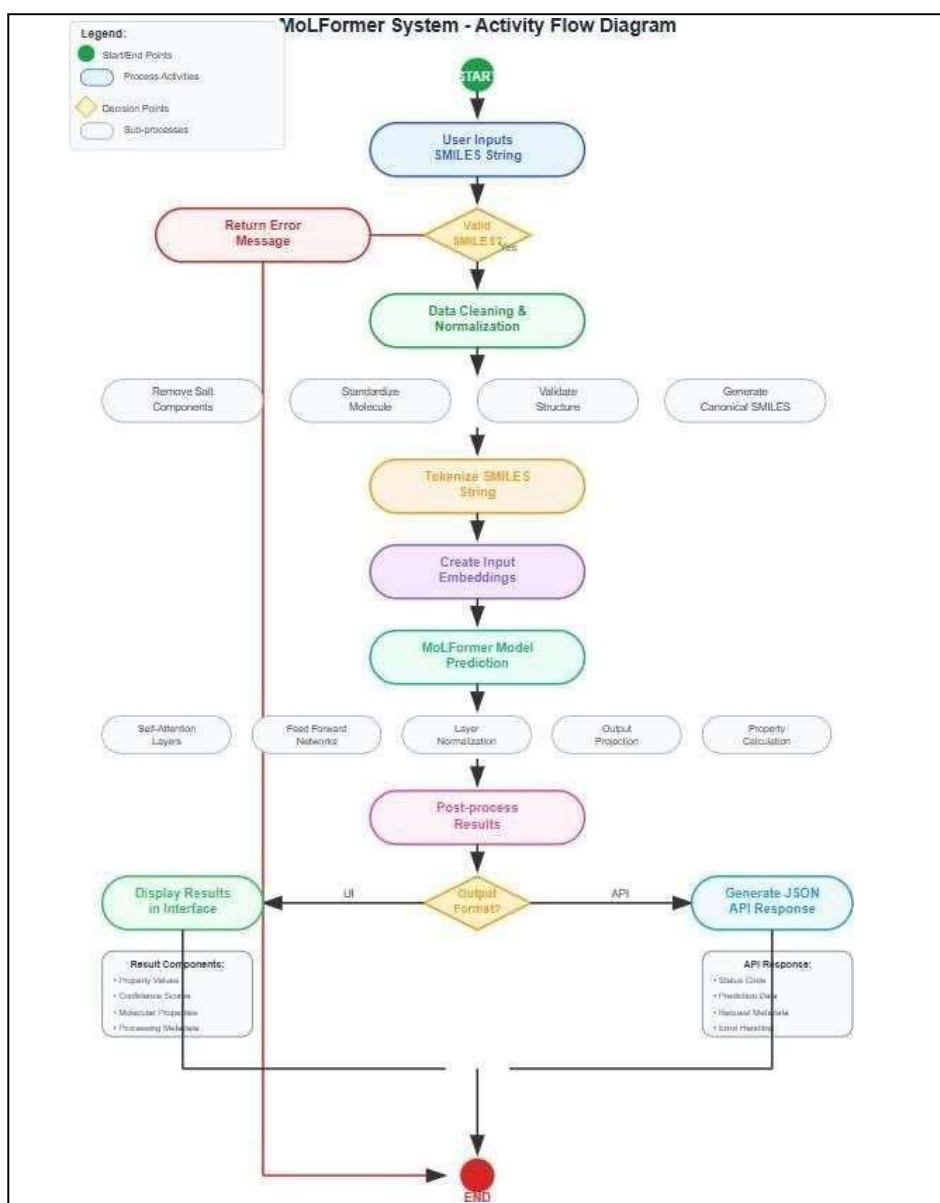 MoLFormer System - Activity Flow Diagram
Legend:
Start/End Points
Process Activities
Decision Points
Sub-processes
START
User Inputs
SMILES String
Return Error
Message
Valid
SMILES?
Yes
Data Cleaning &
Normalization
Remove Salt
Components
Standardize
Molecule
Validate
Structure
Generate
Canonical SMILES
Tokenize SMILES
String
Create Input
Embeddings
MoLFormer Model
Prediction
Self-Attention
Layers
Feed Forward
Networks
Layer
Normalization
Output
Projection
Property
Calculation
Post-process
Results
Display Results
in Interface
UI
Output
Format?
API
Generate JSON
API Response
Result Components:
• Property Values
• Confidence Scores
• Molecular Properties
• Processing Metadata
API Response:
• Status Code
• Prediction Data
• Request Metadata
• Error Handling
END